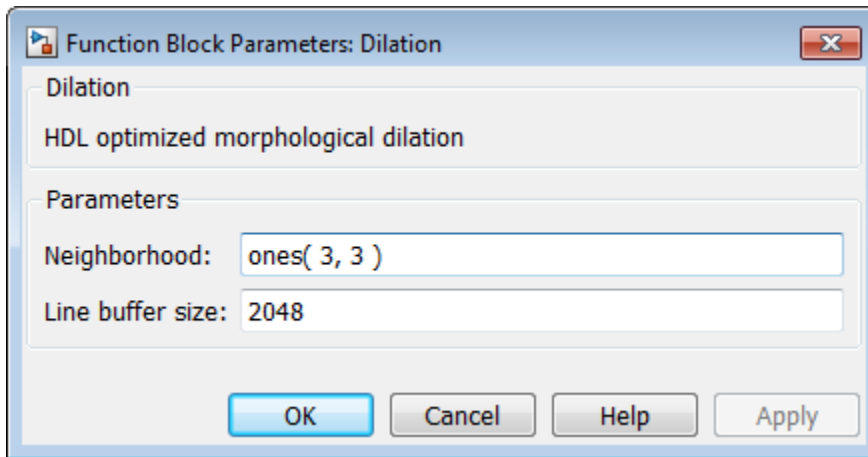 Function Block Parameters: Dilation
Dilation
HDL optimized morphological dilation
Parameters
Neighborhood: ones( 3, 3 )
Line buffer size: 2048
OK Cancel Help Apply